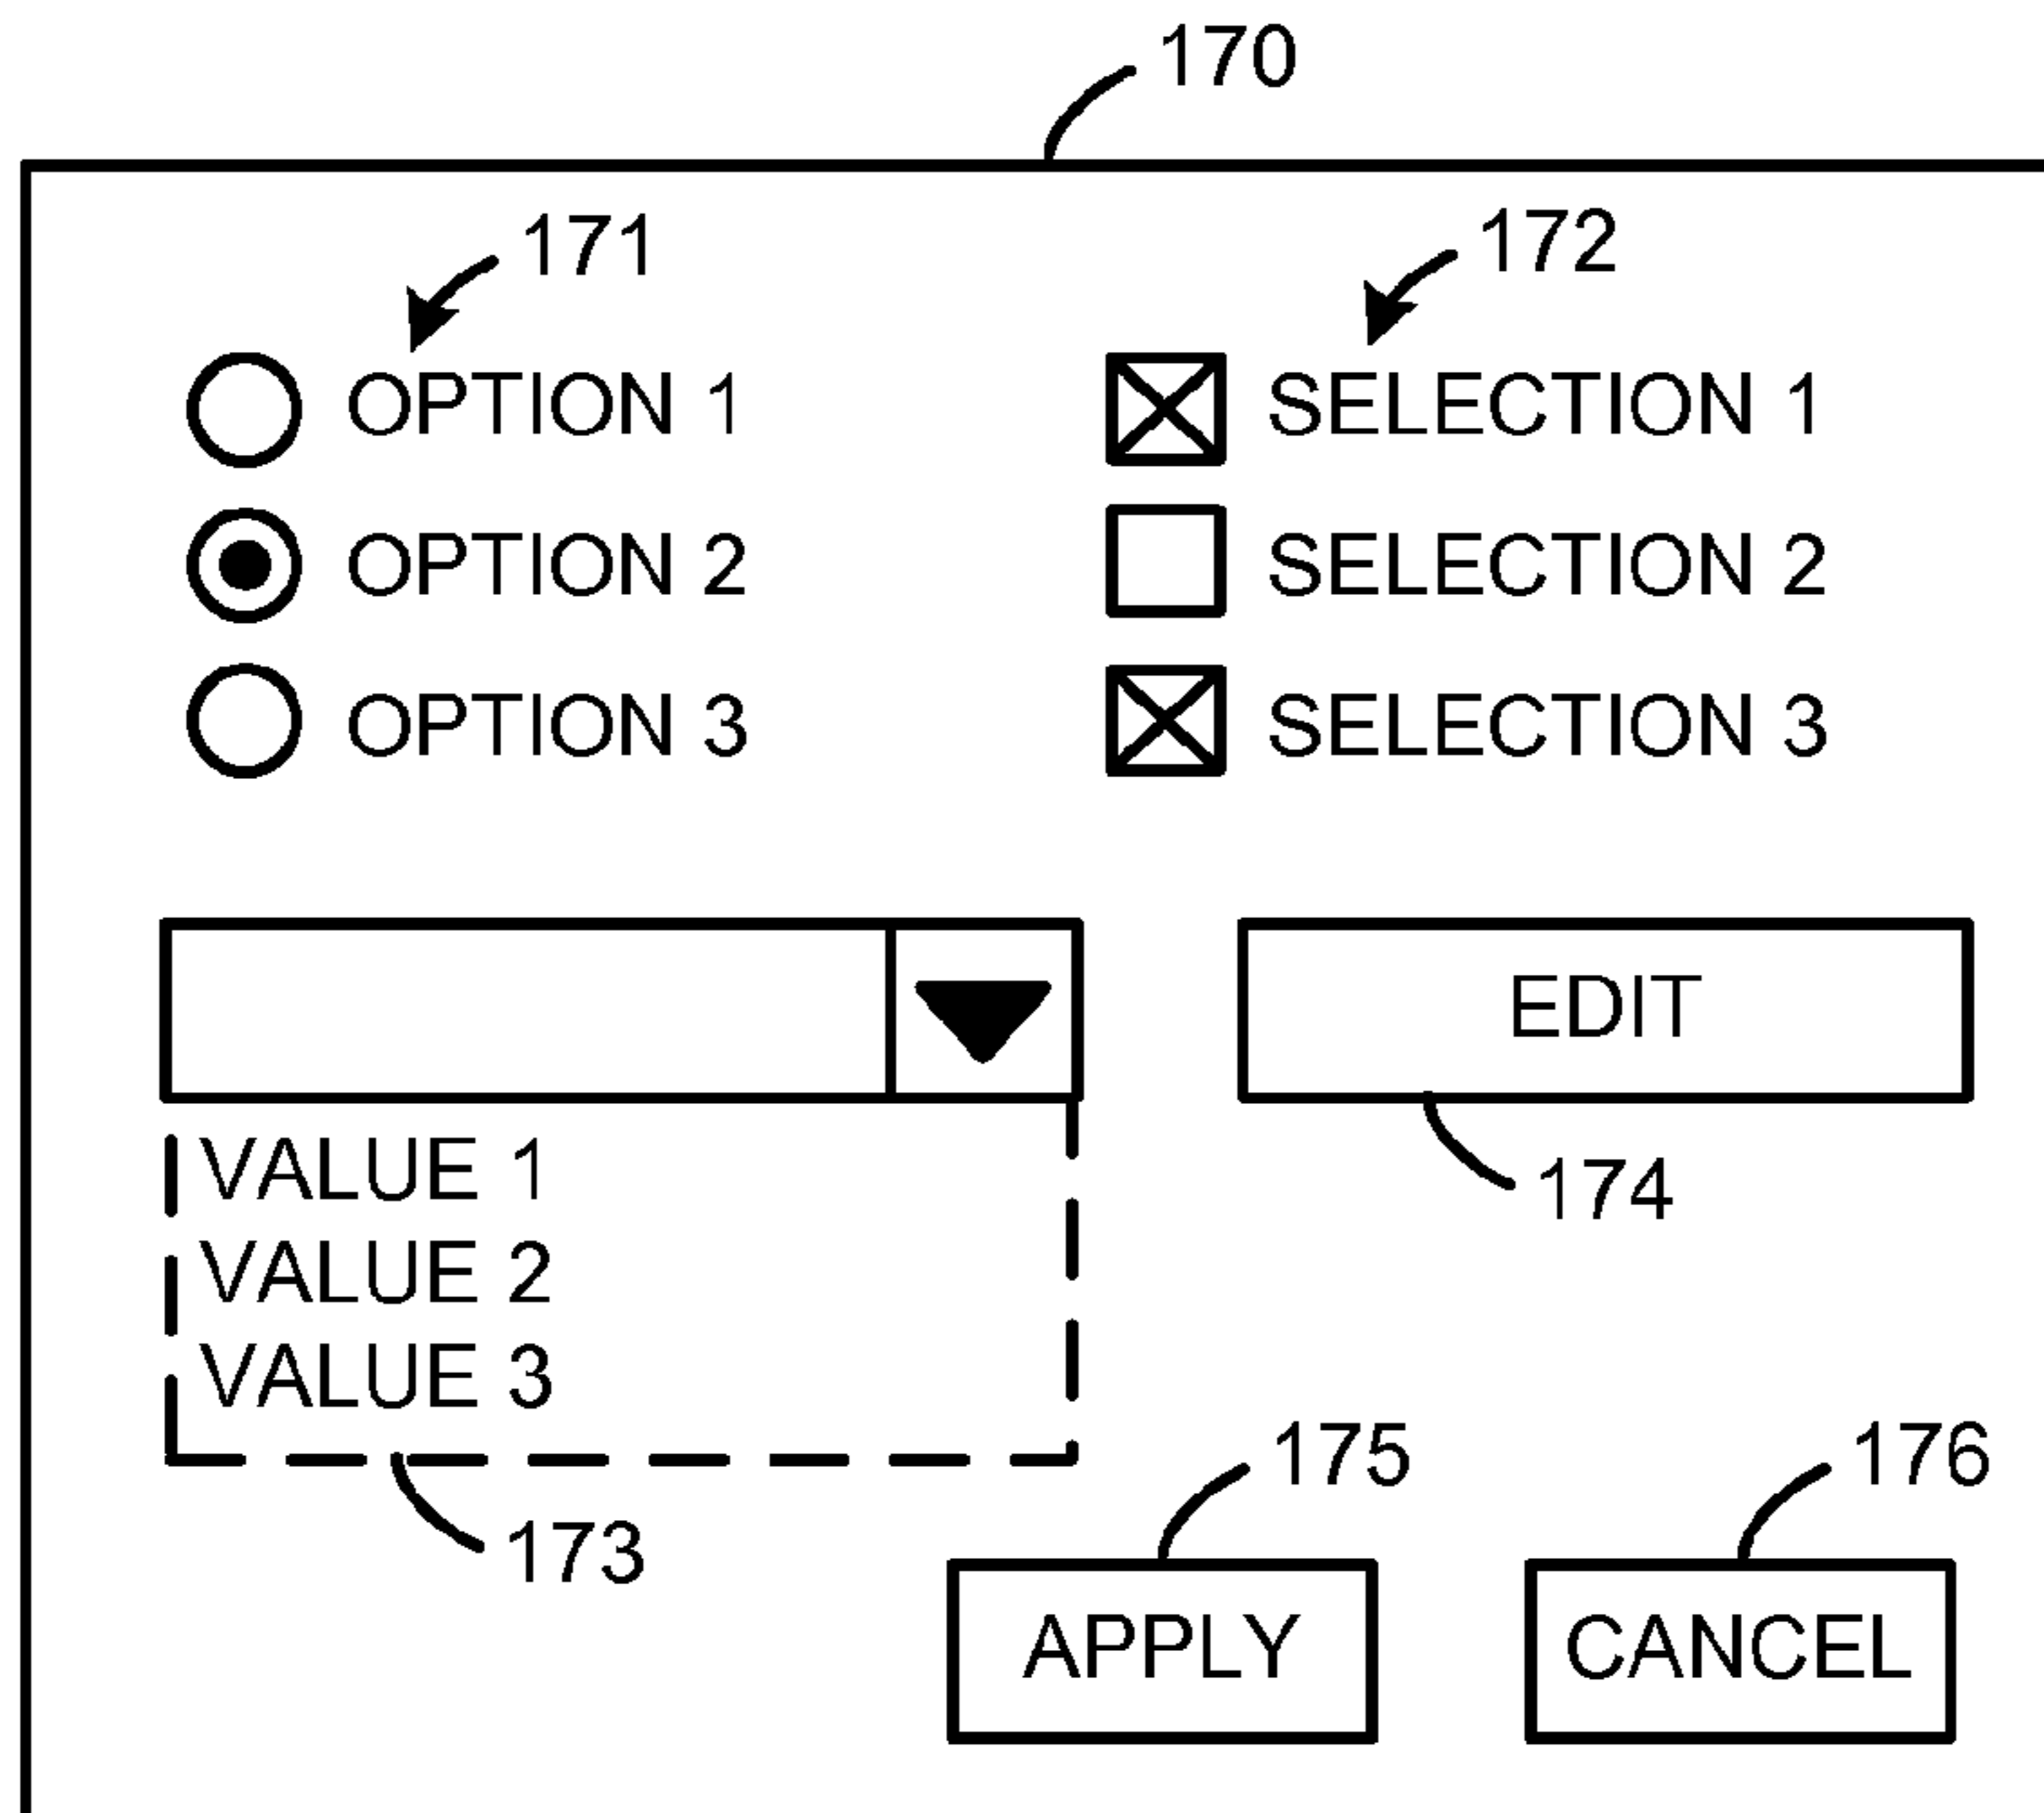 170
171
172
OPTION 1
SELECTION 1
OPTION 2
SELECTION 2
OPTION 3
SELECTION 3
EDIT
VALUE 1
174
VALUE 2
VALUE 3
175
176
173
APPLY
CANCEL